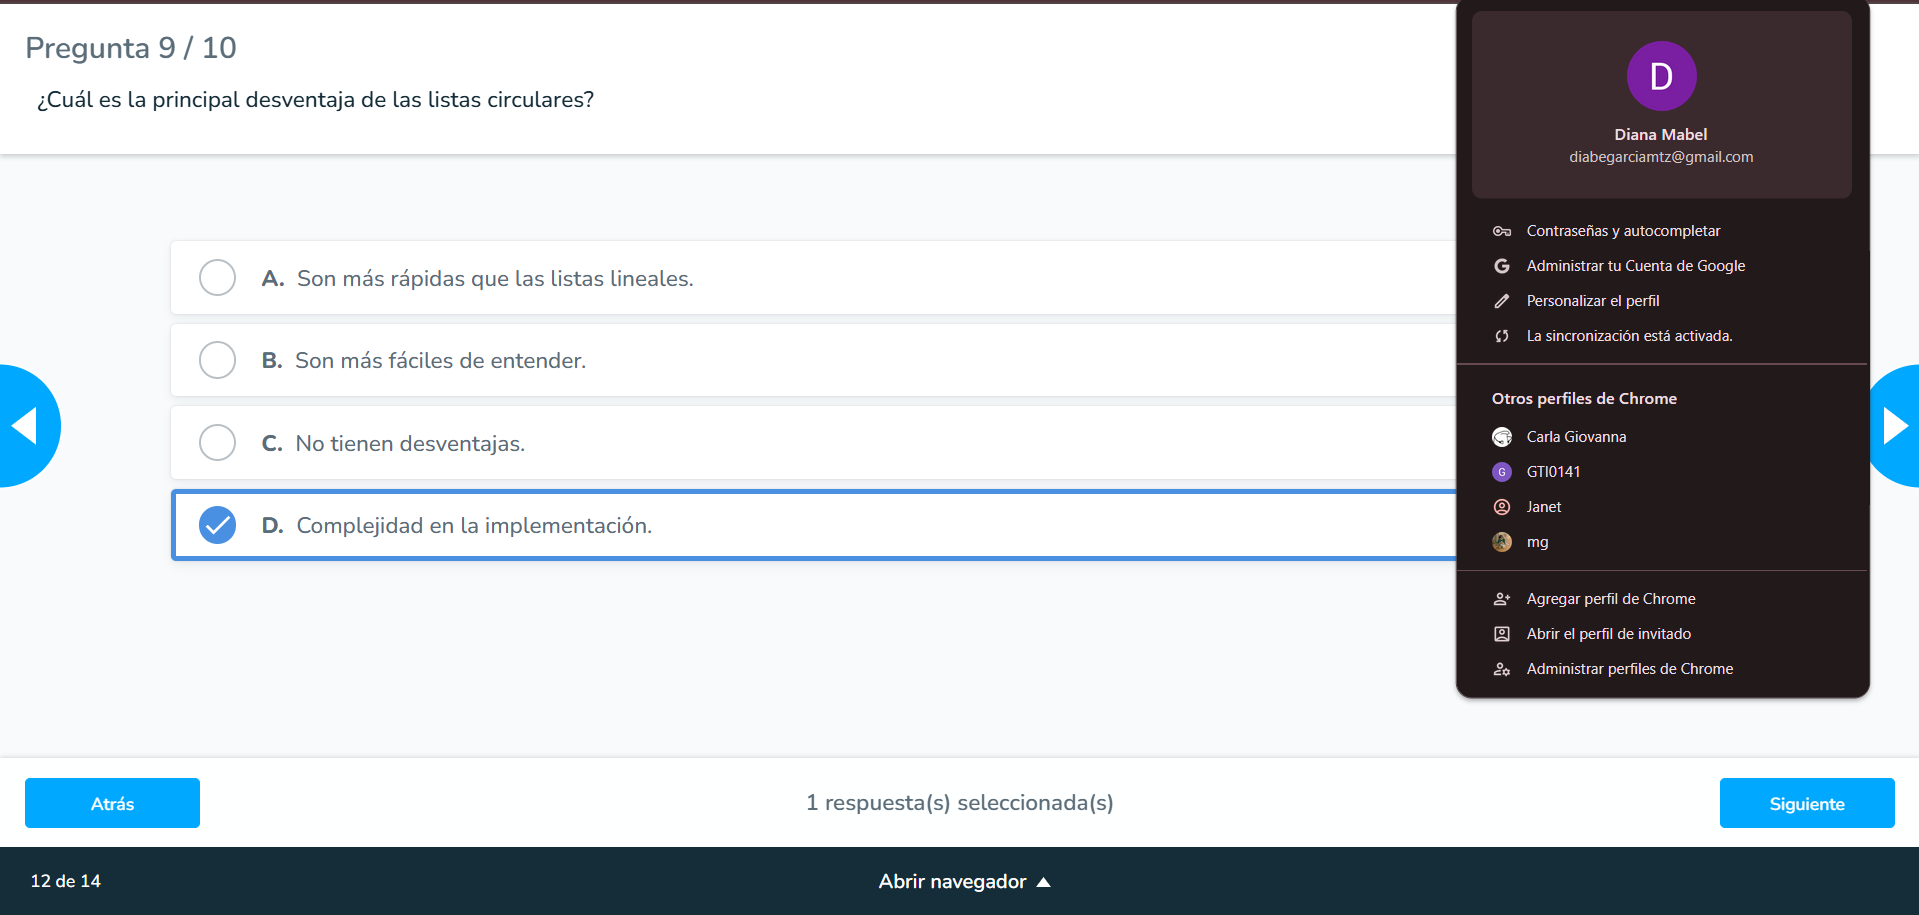 Pregunta 9 / 10
¿Cuál es la principal desventaja de las listas circulares?
A. Son más rápidas que las listas lineales.
B. Son más fáciles de entender.
C. No tienen desventajas.
D. Complejidad en la implementación.
D
Diana Mabel
diabegarciamtz@gmail.com
Contraseñas y autocompletar
G Administrar tu Cuenta de Google
Personalizar el perfil
La sincronización está activada.
Otros perfiles de Chrome
Carla Giovanna
G GTI0141
Janet
mg
Agregar perfil de Chrome
Abrir el perfil de invitado
Administrar perfiles de Chrome
Atrás
1 respuesta(s) seleccionada(s)
Siguiente
12 de 14
Abrir navegador